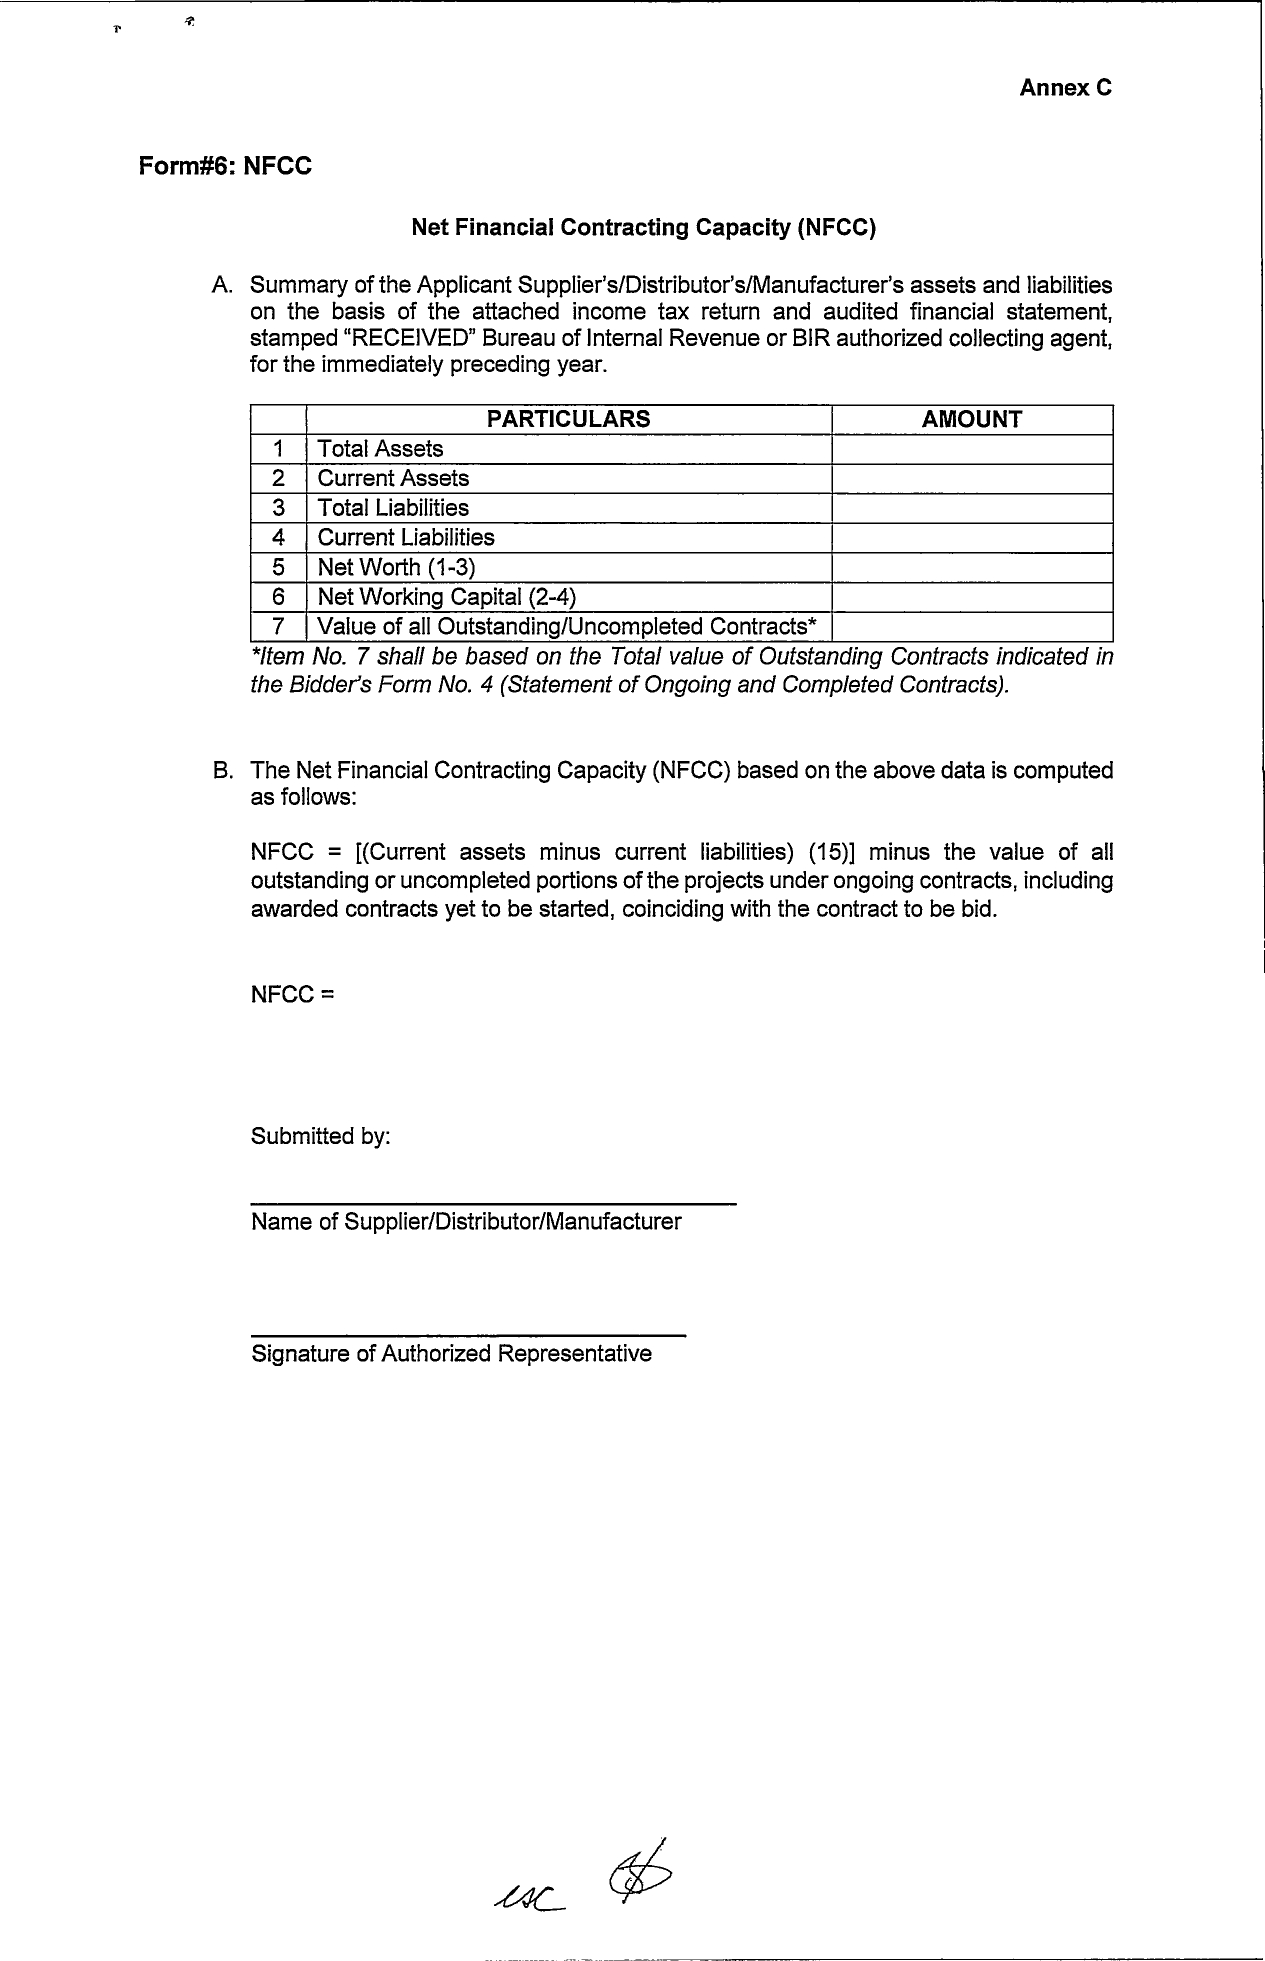 Annex C
Form#6: NFCC
Net Financial Contracting Capacity (NFCC)
A. Summary of the Applicant Supplier's/Distributor's/Manufacturer's assets and liabilities
on the basis of the attached income tax return and audited financial statement,
stamped “RECEIVED” Bureau of Internal Revenue or BIR authorized collecting agent,
for the immediately preceding year.
PARTICULARS AMOUNT
1 Total Assets
2 Current Assets
3 Total Liabilities
4 Current Liabilities
5 Net Worth (1-3)
6 Net Working Capital (2-4)
7 Value of all Outstanding/Uncompleted Contracts*
*Item No. 7 shall be based on the Total value of Outstanding Contracts indicated in
the Bidder's Form No. 4 (Statement of Ongoing and Completed Contracts).
B. The Net Financial Contracting Capacity (NFCC) based on the above data is computed
as follows:
NFCC = [(Current assets minus current liabilities) (15)] minus the value of all
outstanding or uncompleted portions of the projects under ongoing contracts, including
awarded contracts yet to be started, coinciding with the contract to be bid.
NFCC =
Submitted by:
Name of Supplier/Distributor/Manufacturer
Signature of Authorized Representative